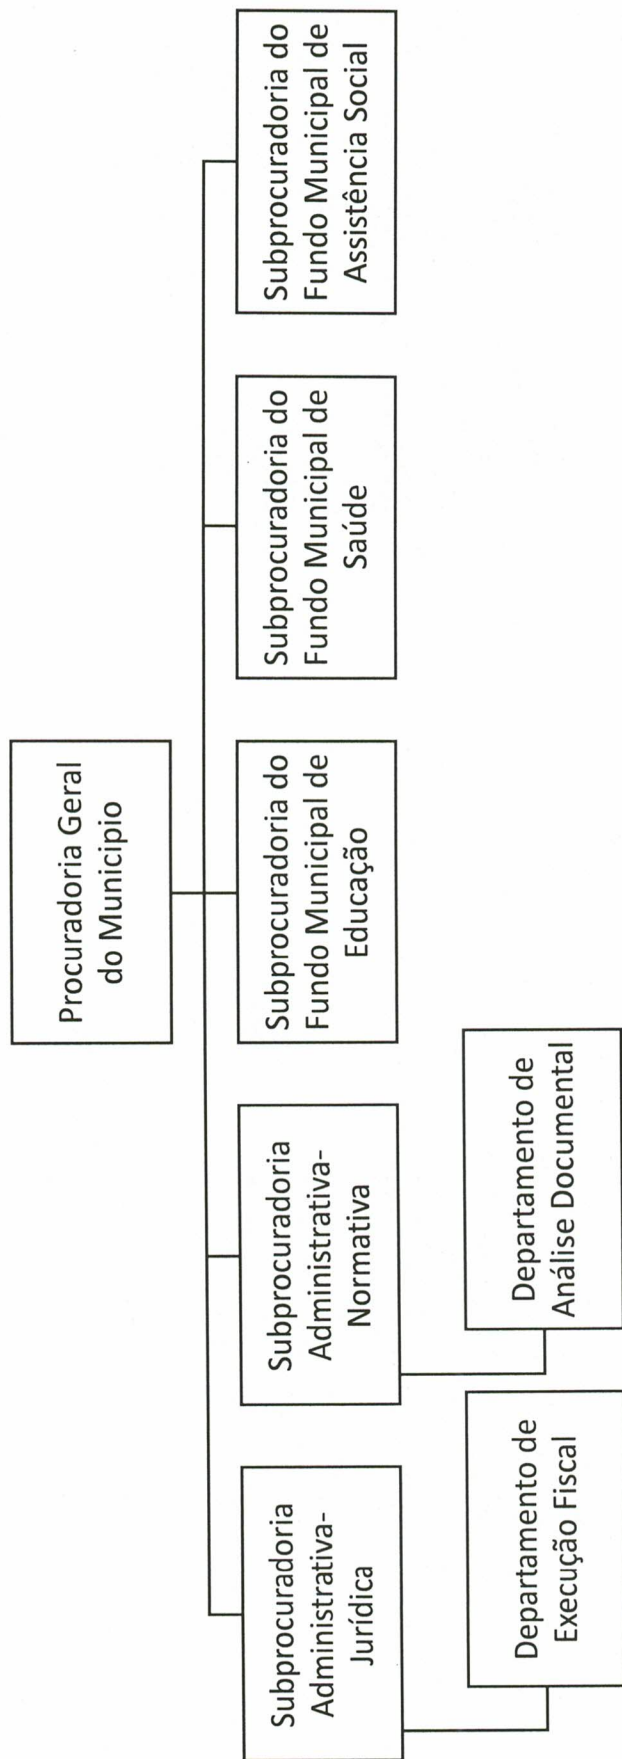 Procuradoria Geral
do Municipio
Subprocuradoria
Administrativa-
Jurídica
Subprocuradoria
Administrativa-
Normativa
Subprocuradoria do
Fundo Municipal de
Educação
Subprocuradoria do
Fundo Municipal de
Saúde
Subprocuradoria do
Fundo Municipal de
Assistência Social
Departamento de
Execução Fiscal
Departamento de
Análise Documental